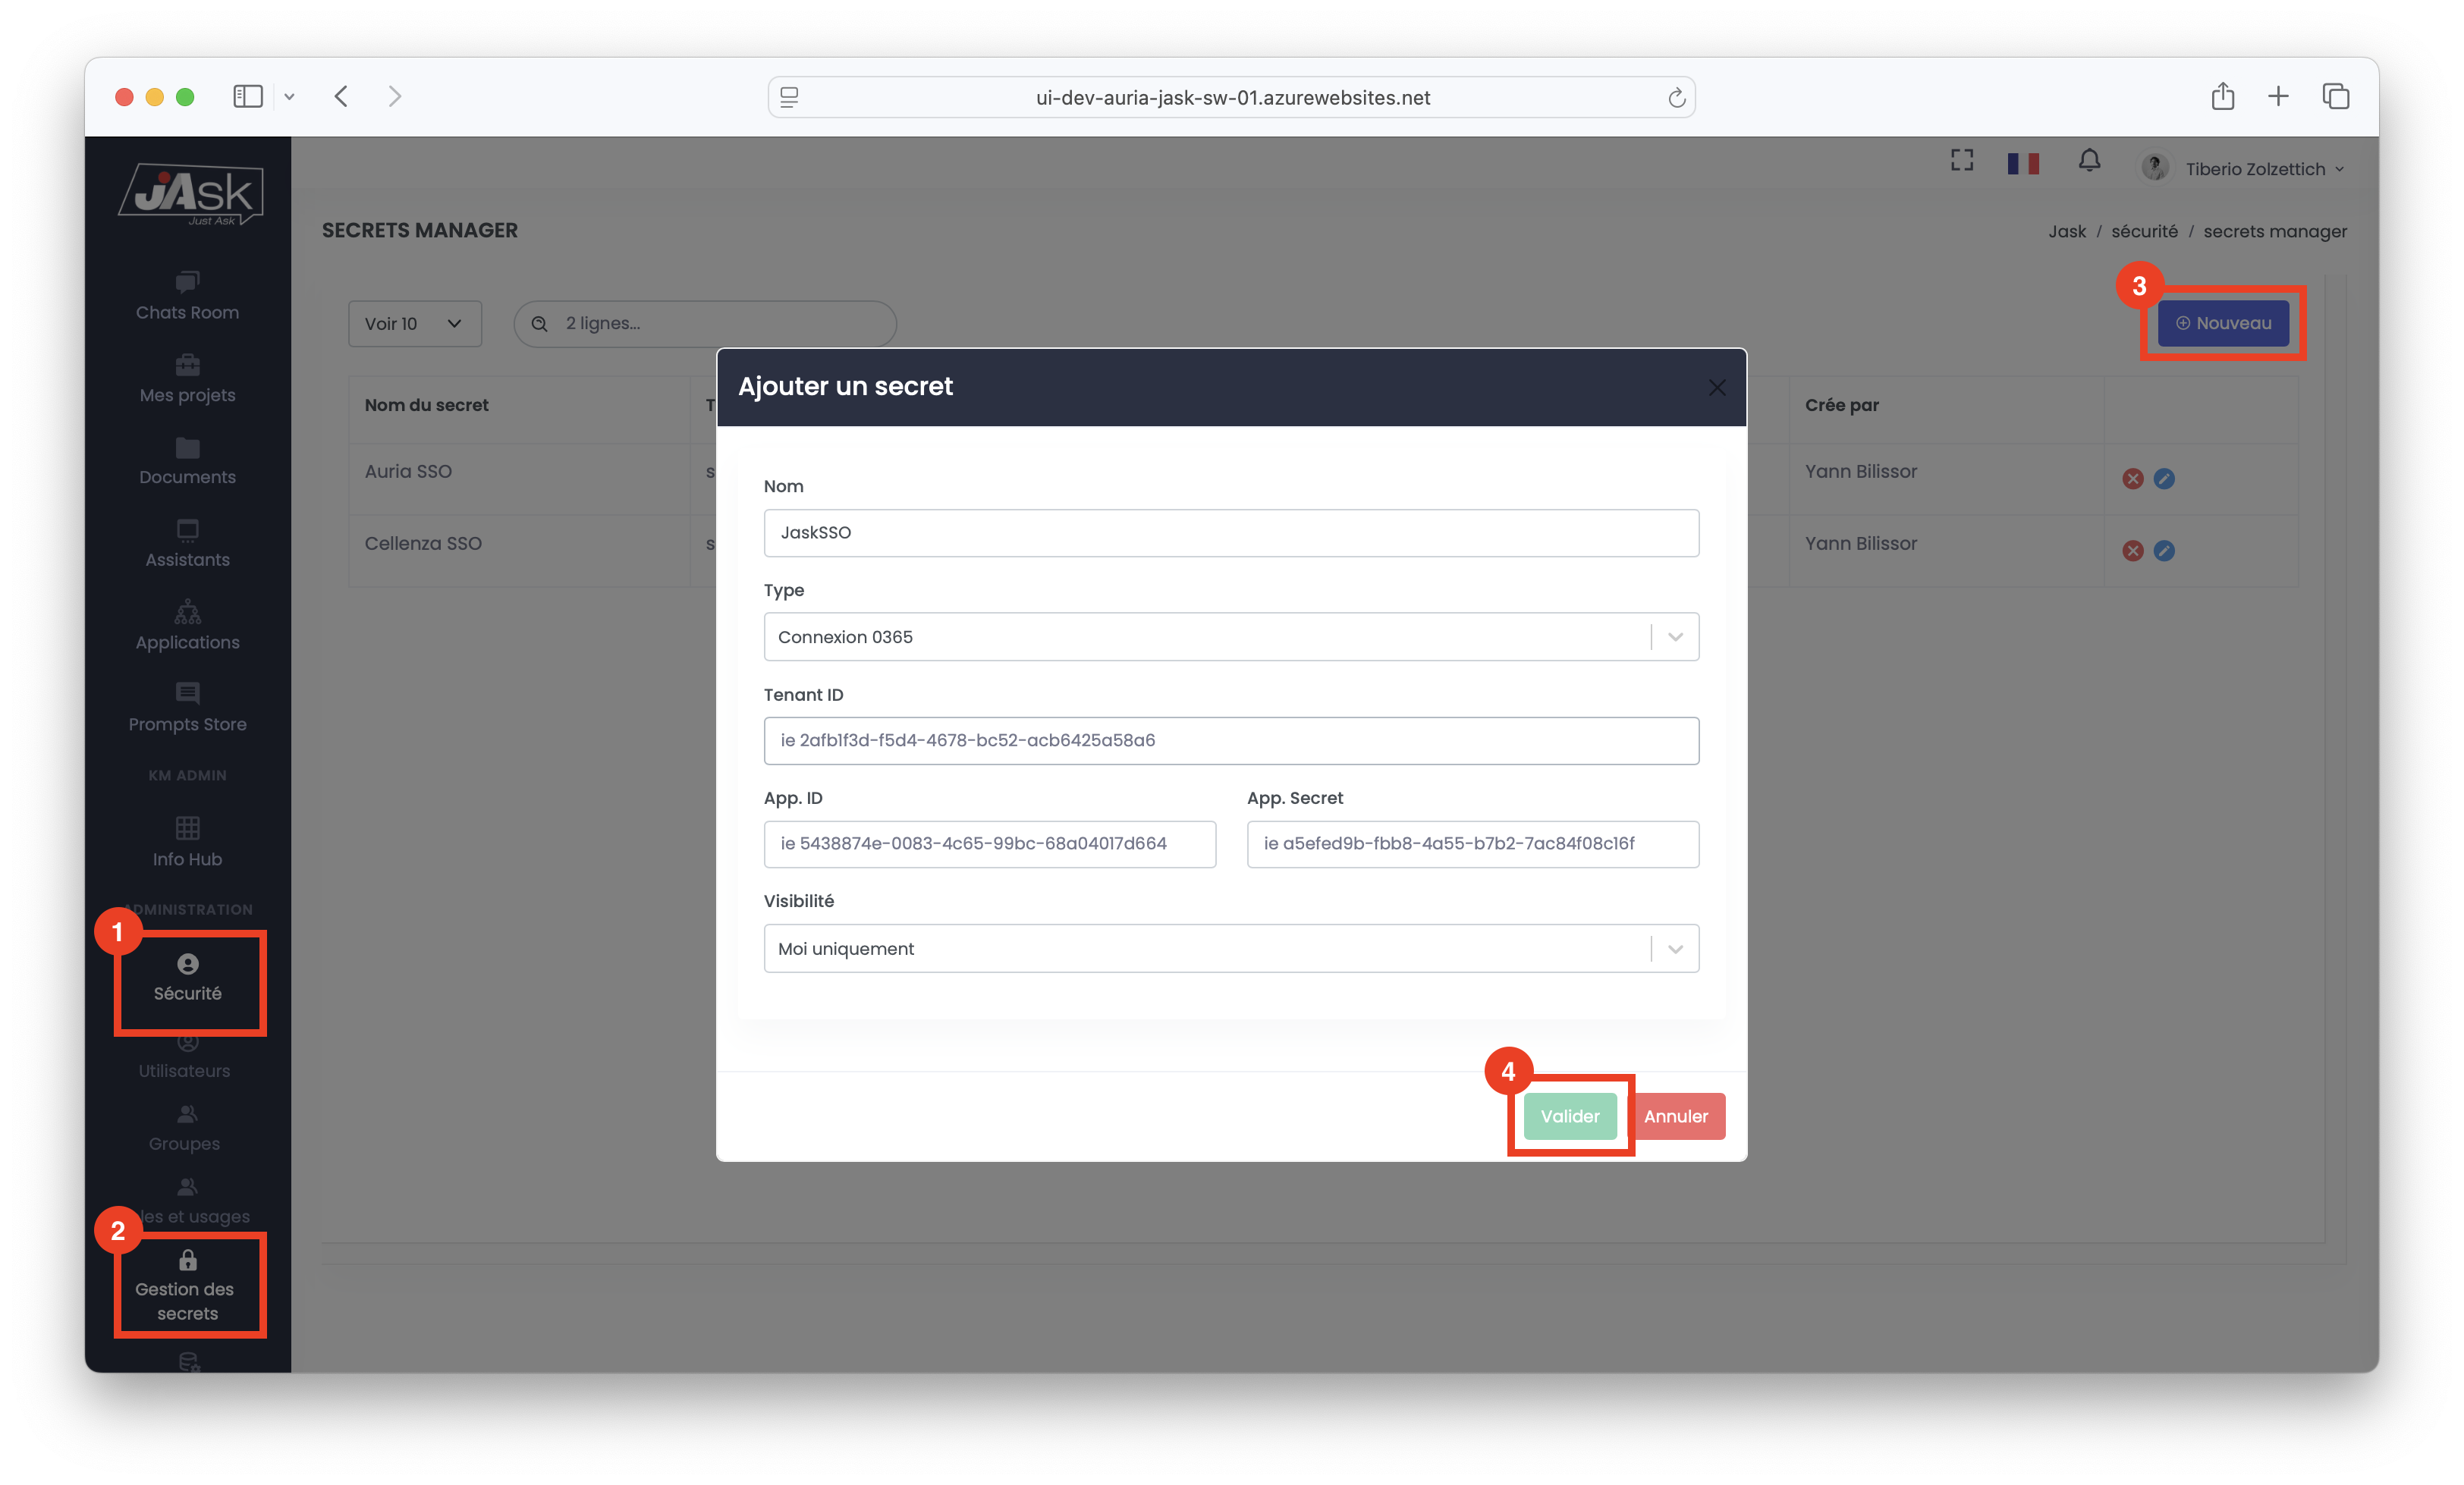 ui-dev-auria-jask-sw-01.azurewebsites.net
jAsk
Just Ask
Tiberio Zolzettich
SECRETS MANAGER
Jask / sécurité / secrets manager
Chats Room
Mes projets
Documents
Assistants
Applications
Prompts Store
KM ADMIN
Info Hub
DMINISTRATION
1
Sécurité
Utilisateurs
Groupes
les et usages
2
Gestion des
secrets
Voir 10
2 lignes...
3
Nouveau
Nom du secret
T
Crée par
Auria SSO
s
Yann Bilissor
Cellenza SSO
s
Yann Bilissor
Ajouter un secret
Nom
JaskSSO
Type
Connexion 0365
Tenant ID
ie 2afb1f3d-f5d4-4678-bc52-acb6425a58a6
App. ID
App. Secret
ie 5438874e-0083-4c65-99bc-68a04017d664
ie a5efed9b-fbb8-4a55-b7b2-7ac84f08c16f
Visibilité
Moi uniquement
4
Valider
Annuler